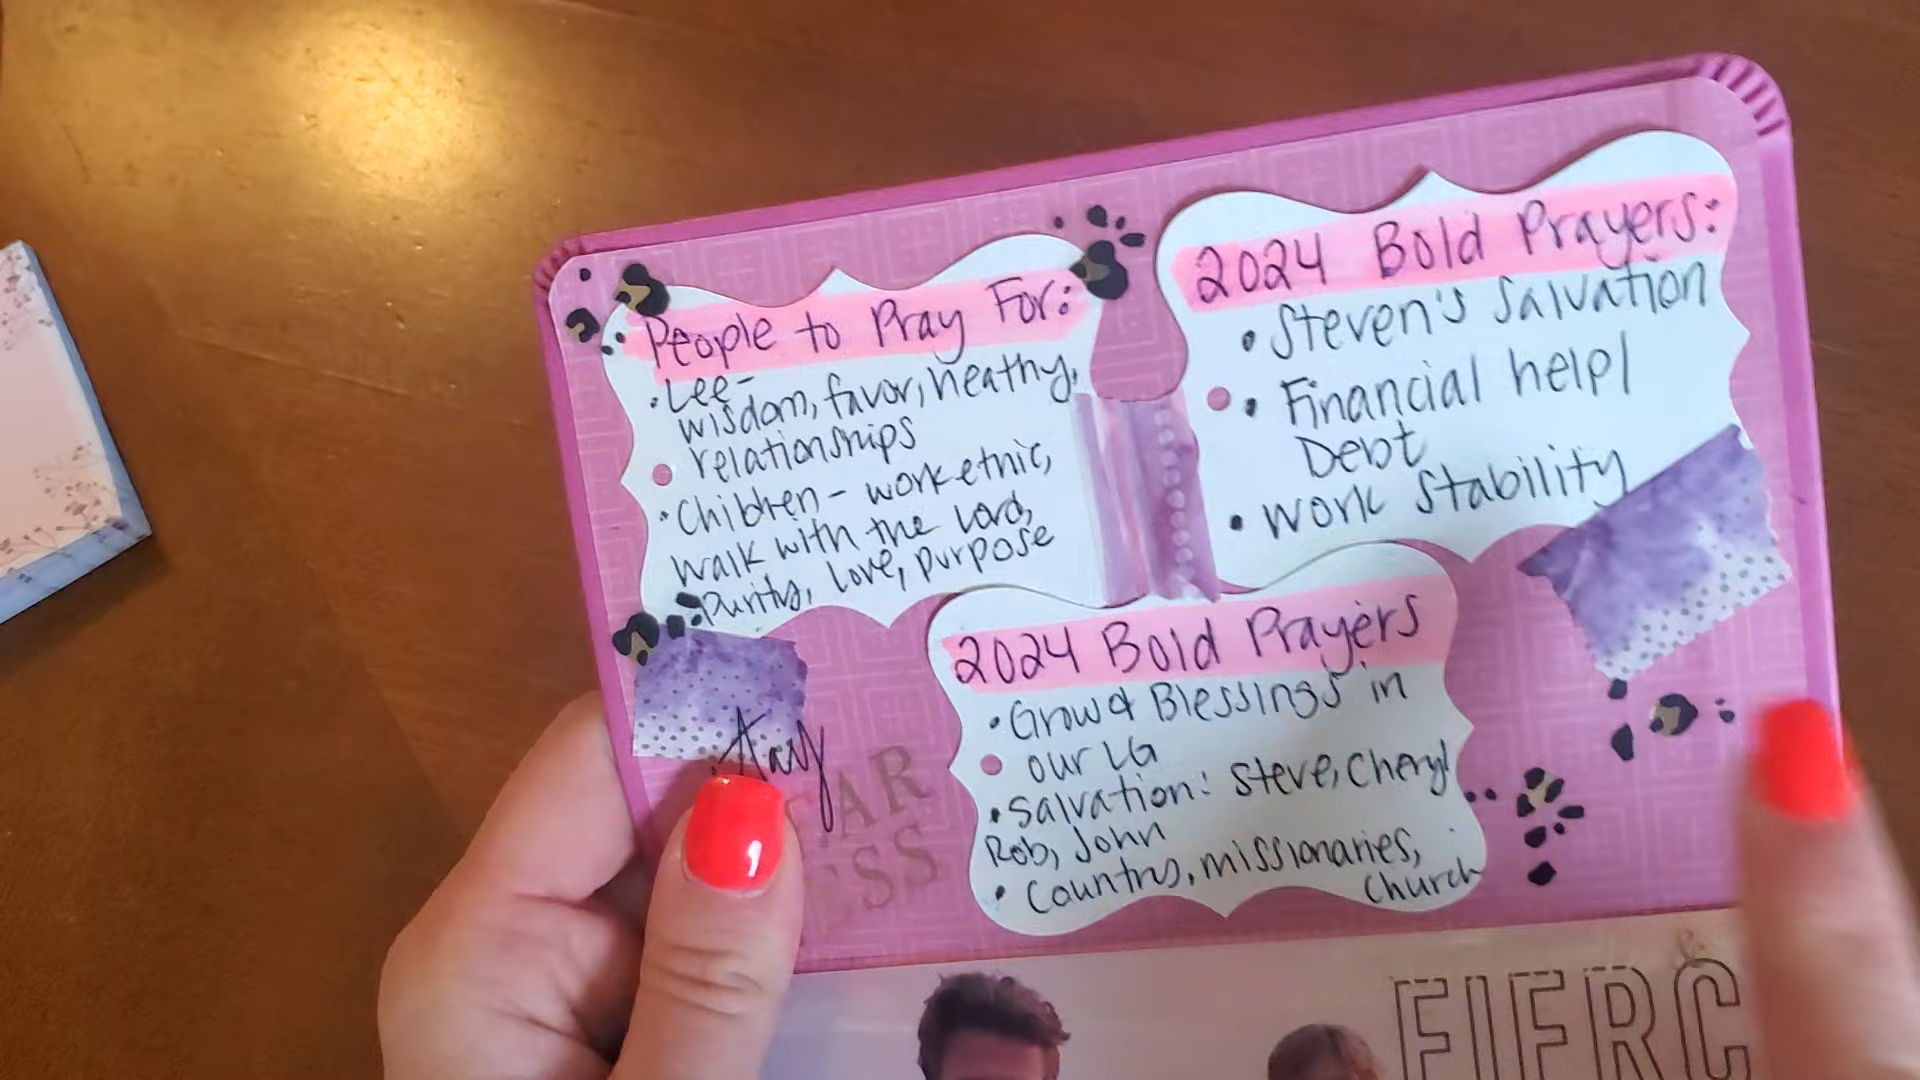 People to Pray For:
• Lee -
wisdom, favor, heathy,
relationships
• Children - work ethic,
walk with the Lord,
purity, love, purpose
2024 Bold Prayers:
• Steven's Salvation
• Financial help/
Debt
• Work Stability
2024 Bold Prayers
• Grow & Blessings in
our LG
• Salvation: Steve, Cheryl
Rob, John
• Country, missionaries,
Church
FIERC